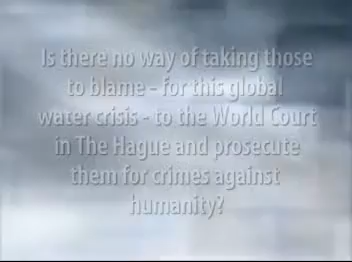 Is there no way of taking those
to blame - for this global
water crisis - to the World Court
in The Hague and prosecute
them for crimes against
humanity?